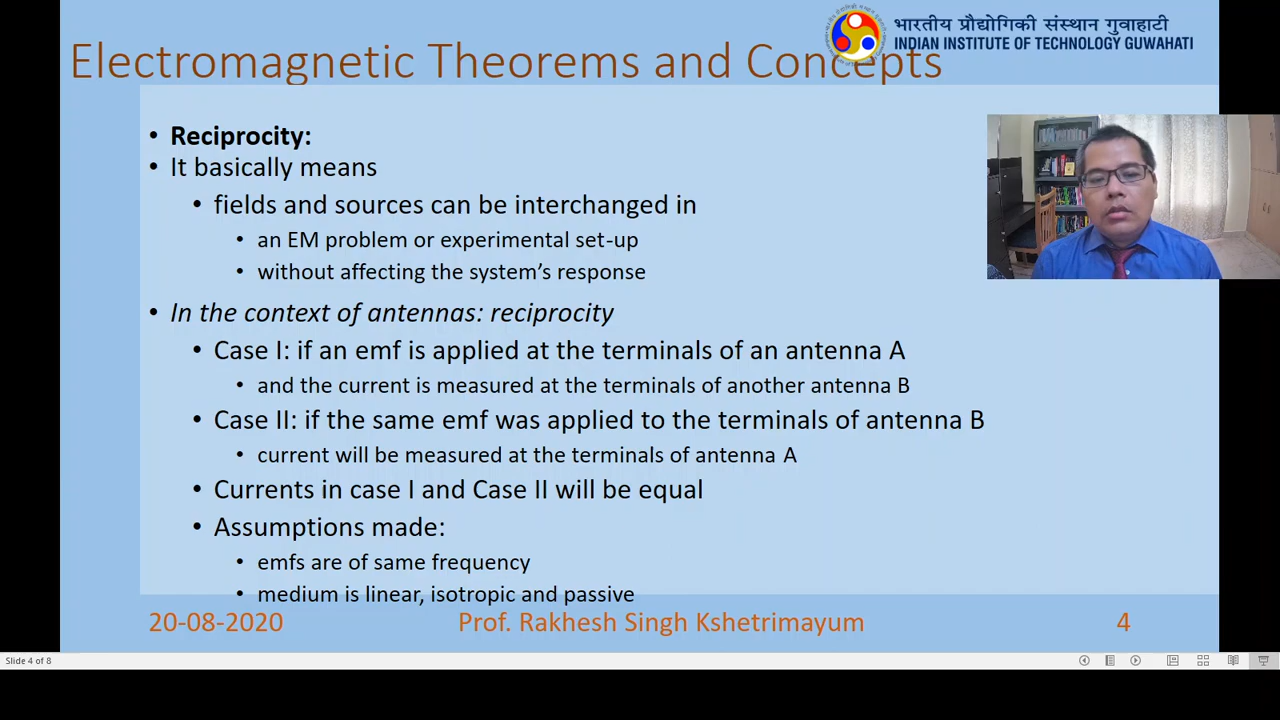 भारतीय प्रौद्योगिकी संस्थान गुवाहाटी
INDIAN INSTITUTE OF TECHNOLOGY GUWAHATI
Electromagnetic Theorems and Concepts
• Reciprocity:
• It basically means
• fields and sources can be interchanged in
• an EM problem or experimental set-up
• without affecting the system's response
• In the context of antennas: reciprocity
• Case I: if an emf is applied at the terminals of an antenna A
• and the current is measured at the terminals of another antenna B
• Case II: if the same emf was applied to the terminals of antenna B
• current will be measured at the terminals of antenna A
• Currents in case I and Case II will be equal
• Assumptions made:
• emfs are of same frequency
• medium is linear, isotropic and passive
20-08-2020 Prof. Rakhesh Singh Kshetrimayum 4
Slide 4 of 8